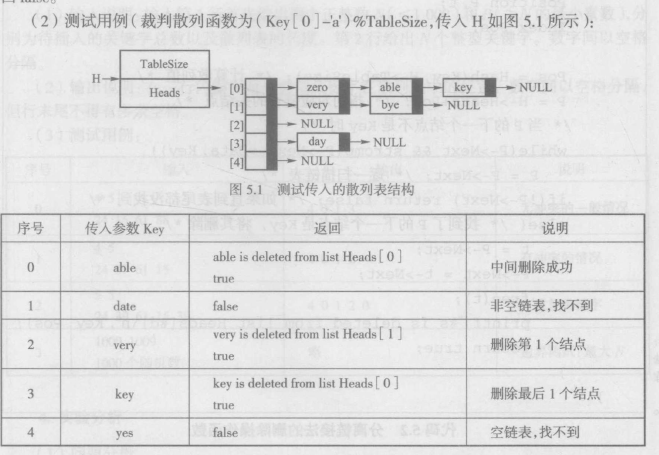 (2) 测试用例(裁判散列函数为(Key[0]-'a')%TableSize,传入 H 如图 5.1 所示):
TableSize
H Heads
[0] zero able key NULL
[1] very bye NULL
[2] NULL
[3] day NULL
[4] NULL
图 5.1 测试传入的散列表结构
序号 传入参数 Key 返回 说明
0 able able is deleted from list Heads[0] 中间删除成功
true
1 date false 非空链表,找不到
2 very very is deleted from list Heads[1] 删除第 1 个结点
true
3 key key is deleted from list Heads[0] 删除最后 1 个结点
true
4 yes false 空链表,找不到